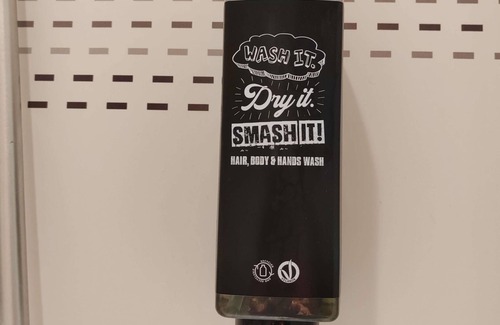 WASH IT.
Dry it.
SMASH IT!
HAIR, BODY & HANDS WASH